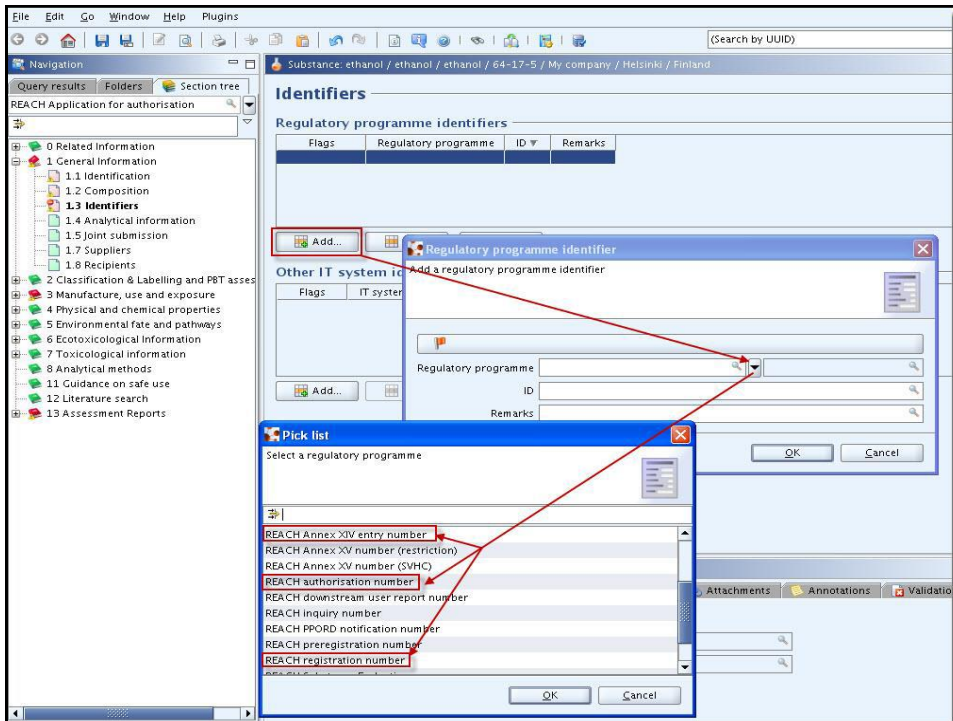 File Edit Go Window Help Plugins
(Search by UUID)
Navigation
Query results Folders Section tree
REACH Application for authorisation
0 Related Information
1 General Information
1.1 Identification
1.2 Composition
1.3 Identifiers
1.4 Analytical information
1.5 Joint submission
1.7 Suppliers
1.8 Recipients
2 Classification & Labelling and PBT asses
3 Manufacture, use and exposure
4 Physical and chemical properties
5 Environmental fate and pathways
6 Ecotoxicological Information
7 Toxicological information
8 Analytical methods
11 Guidance on safe use
12 Literature search
13 Assessment Reports
Substance: ethanol / ethanol / ethanol / 64-17-5 / My company / Helsinki / Finland
Identifiers
Regulatory programme identifiers
Flags Regulatory programme ID Remarks
Add...
Other IT system id
Flags IT system
Add...
Regulatory programme identifier
Add a regulatory programme identifier
Regulatory programme
ID
Remarks
OK Cancel
Pick list
Select a regulatory programme
REACH Annex XIV entry number
REACH Annex XV number (restriction)
REACH Annex XV number (SVHC)
REACH authorisation number
REACH downstream user report number
REACH inquiry number
REACH PPORD notification number
REACH preregistration number
REACH registration number
OK Cancel
Attachments Annotations Validatio